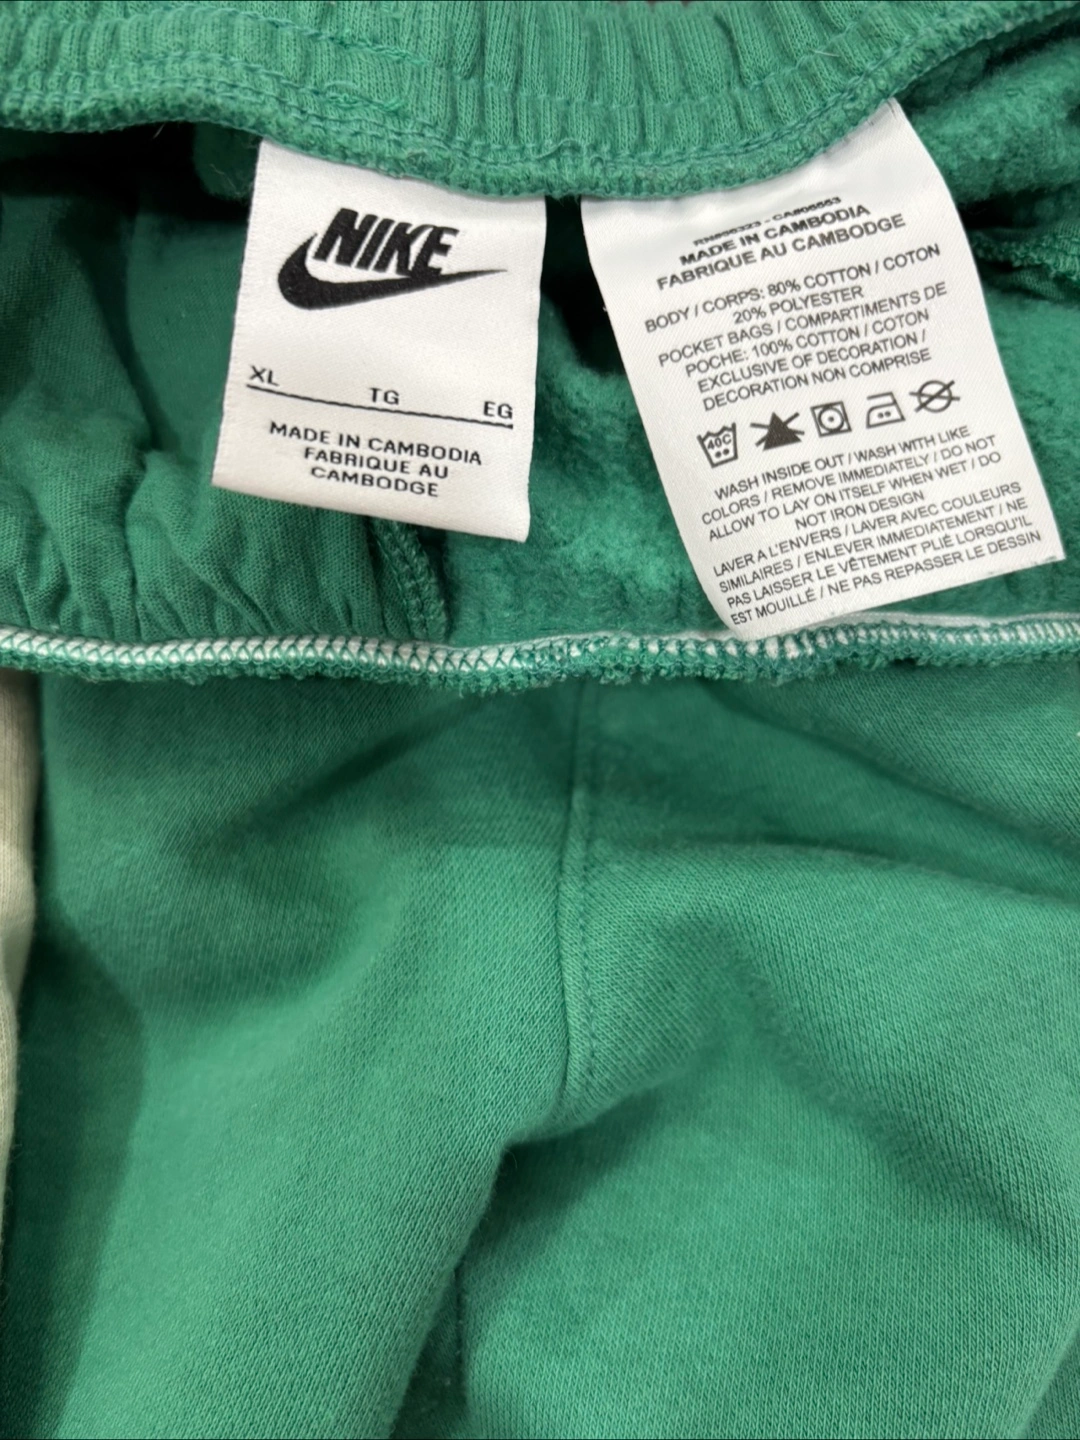 NIKE
XL
TG
EG
MADE IN CAMBODIA
FABRIQUE AU
CAMBODGE
MADE IN CAMBODIA
FABRIQUE AU CAMBODGE
BODY / CORPS: 80% COTTON / COTON
20% POLYESTER
POCKET BAGS / COMPARTIMENTS DE
POCHE: 100% COTTON / COTON
EXCLUSIVE OF DECORATION /
DECORATION NON COMPRISE
40C
WASH INSIDE OUT / WASH WITH LIKE
COLORS / REMOVE IMMEDIATELY / DO NOT
ALLOW TO LAY ON ITSELF WHEN WET / DO
NOT IRON DESIGN
LAVER A L'ENVERS / LAVER AVEC COULEURS
SIMILAIRES / ENLEVER IMMEDIATEMENT / NE
PAS LAISSER LE VÊTEMENT PLIÉ LORSQU'IL
EST MOUILLÉ / NE PAS REPASSER LE DESSIN